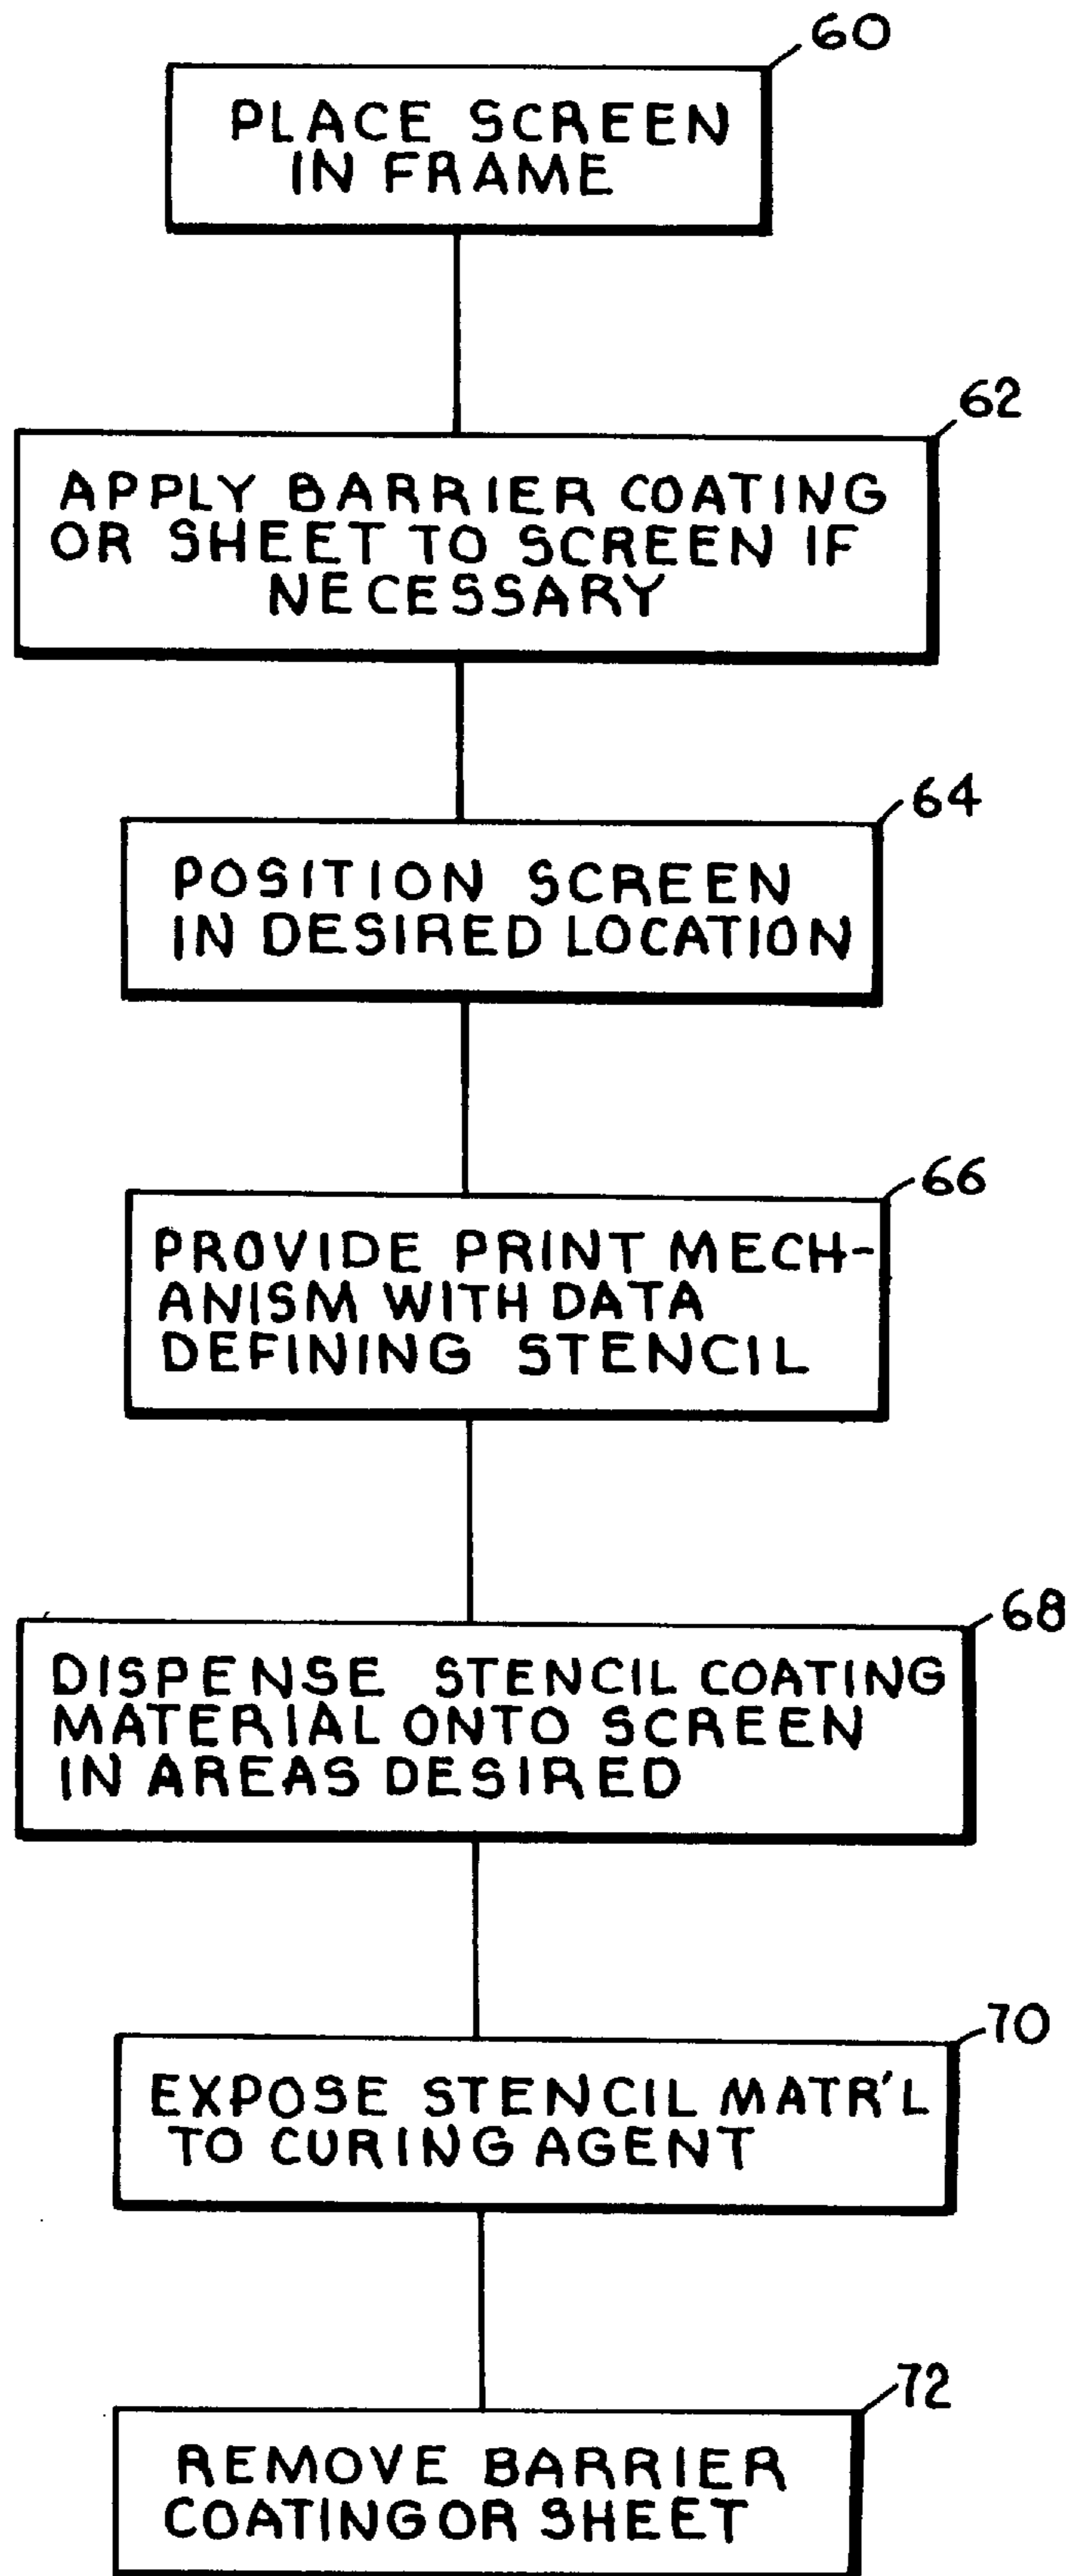 60
PLACE SCREEN
IN FRAME
62
APPLY BARRIER COATING
OR SHEET TO SCREEN IF
NECESSARY
64
POSITION SCREEN
IN DESIRED LOCATION
66
PROVIDE PRINT MECH-
ANISM WITH DATA
DEFINING STENCIL
68
DISPENSE STENCIL COATING
MATERIAL ONTO SCREEN
IN AREAS DESIRED
70
EXPOSE STENCIL MATR'L
TO CURING AGENT
72
REMOVE BARRIER
COATING OR SHEET